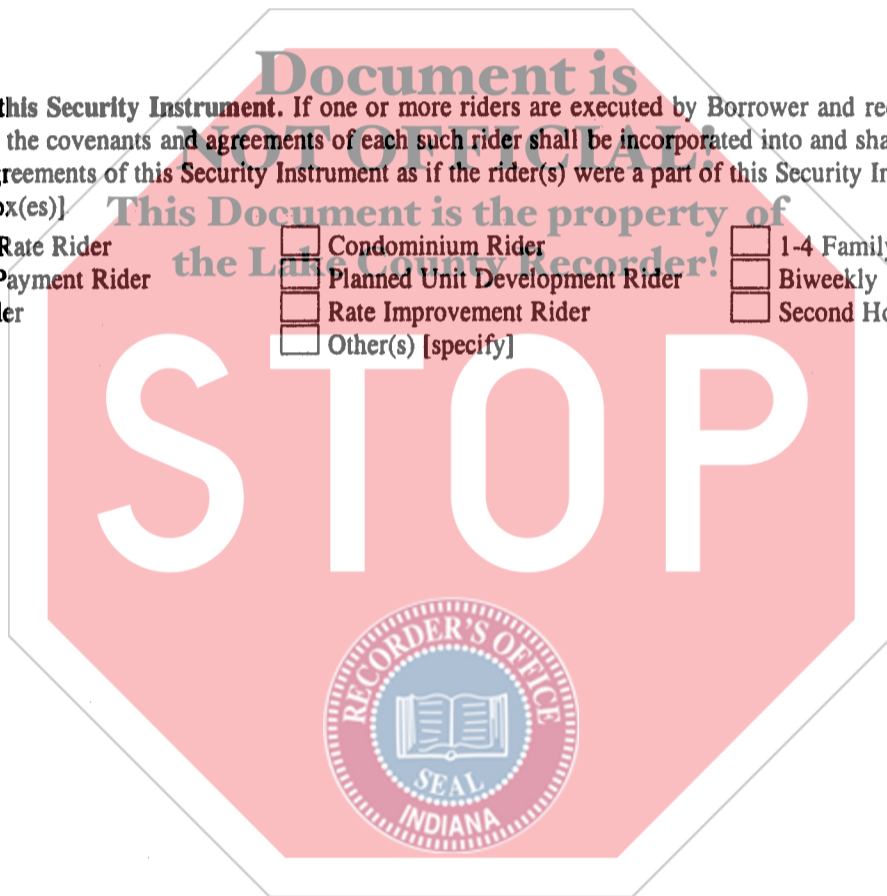 Document is
this Security Instrument. If one or more riders are executed by Borrower and re
the covenants and agreements of each such rider shall be incorporated into and sha
NOT OFFICIAL!
reements of this Security Instrument as if the rider(s) were a part of this Security In
ox(es)]
This Document is the property of
the Lake County Recorder!
Rate Rider Condominium Rider 1-4 Family
Payment Rider Planned Unit Development Rider Biweekly
er Rate Improvement Rider Second Ho
Other(s) [specify]
STOP
RECORDER'S OFFICE
SEAL
INDIANA